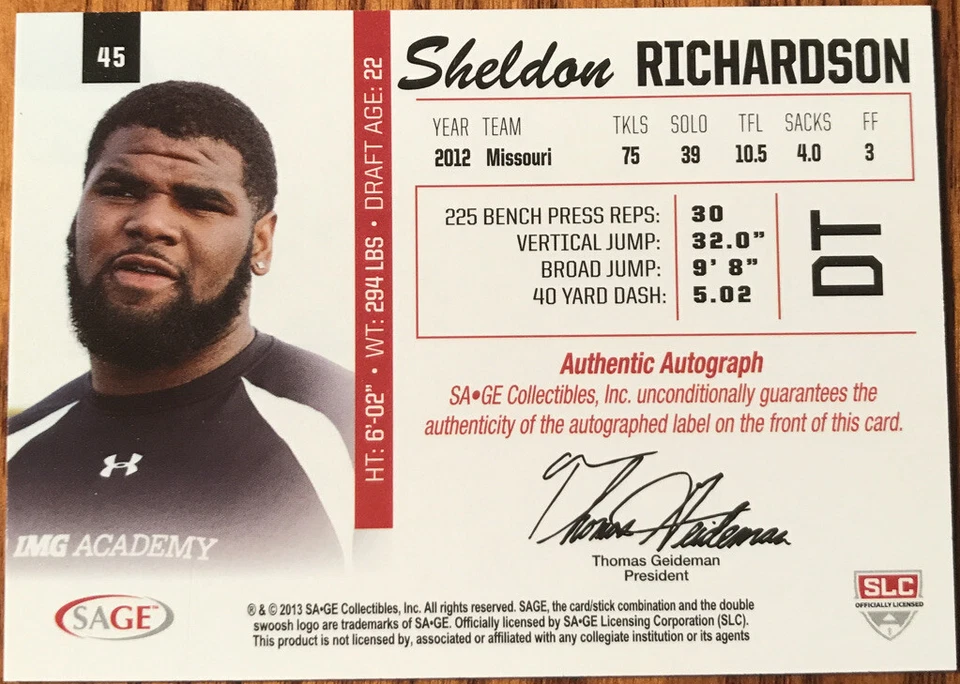 45
Sheldon RICHARDSON
HT: 6'-02" • WT: 294 LBS • DRAFT AGE: 22
YEAR TEAM TKLS SOLO TFL SACKS FF
2012 Missouri 75 39 10.5 4.0 3
225 BENCH PRESS REPS: 30
VERTICAL JUMP: 32.0"
BROAD JUMP: 9' 8"
40 YARD DASH: 5.02
DT
Authentic Autograph
SA•GE Collectibles, Inc. unconditionally guarantees the
authenticity of the autographed label on the front of this card.
Thomas Geideman
Thomas Geideman
President
IMG ACADEMY
SAGE™
® & © 2013 SA•GE Collectibles, Inc. All rights reserved. SAGE, the card/stick combination and the double
swoosh logo are trademarks of SA•GE. Officially licensed by SA•GE Licensing Corporation (SLC).
This product is not licensed by, associated or affiliated with any collegiate institution or its agents
SLC
OFFICIALLY LICENSED